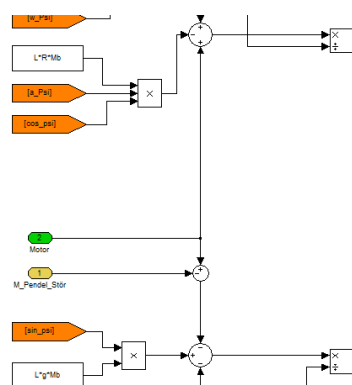 [w_Psi]
L*R*Mb
[a_Psi]
[cos_psi]
2
Motor
1
M_Pendel_Stör
[sin_psi]
L*g*Mb